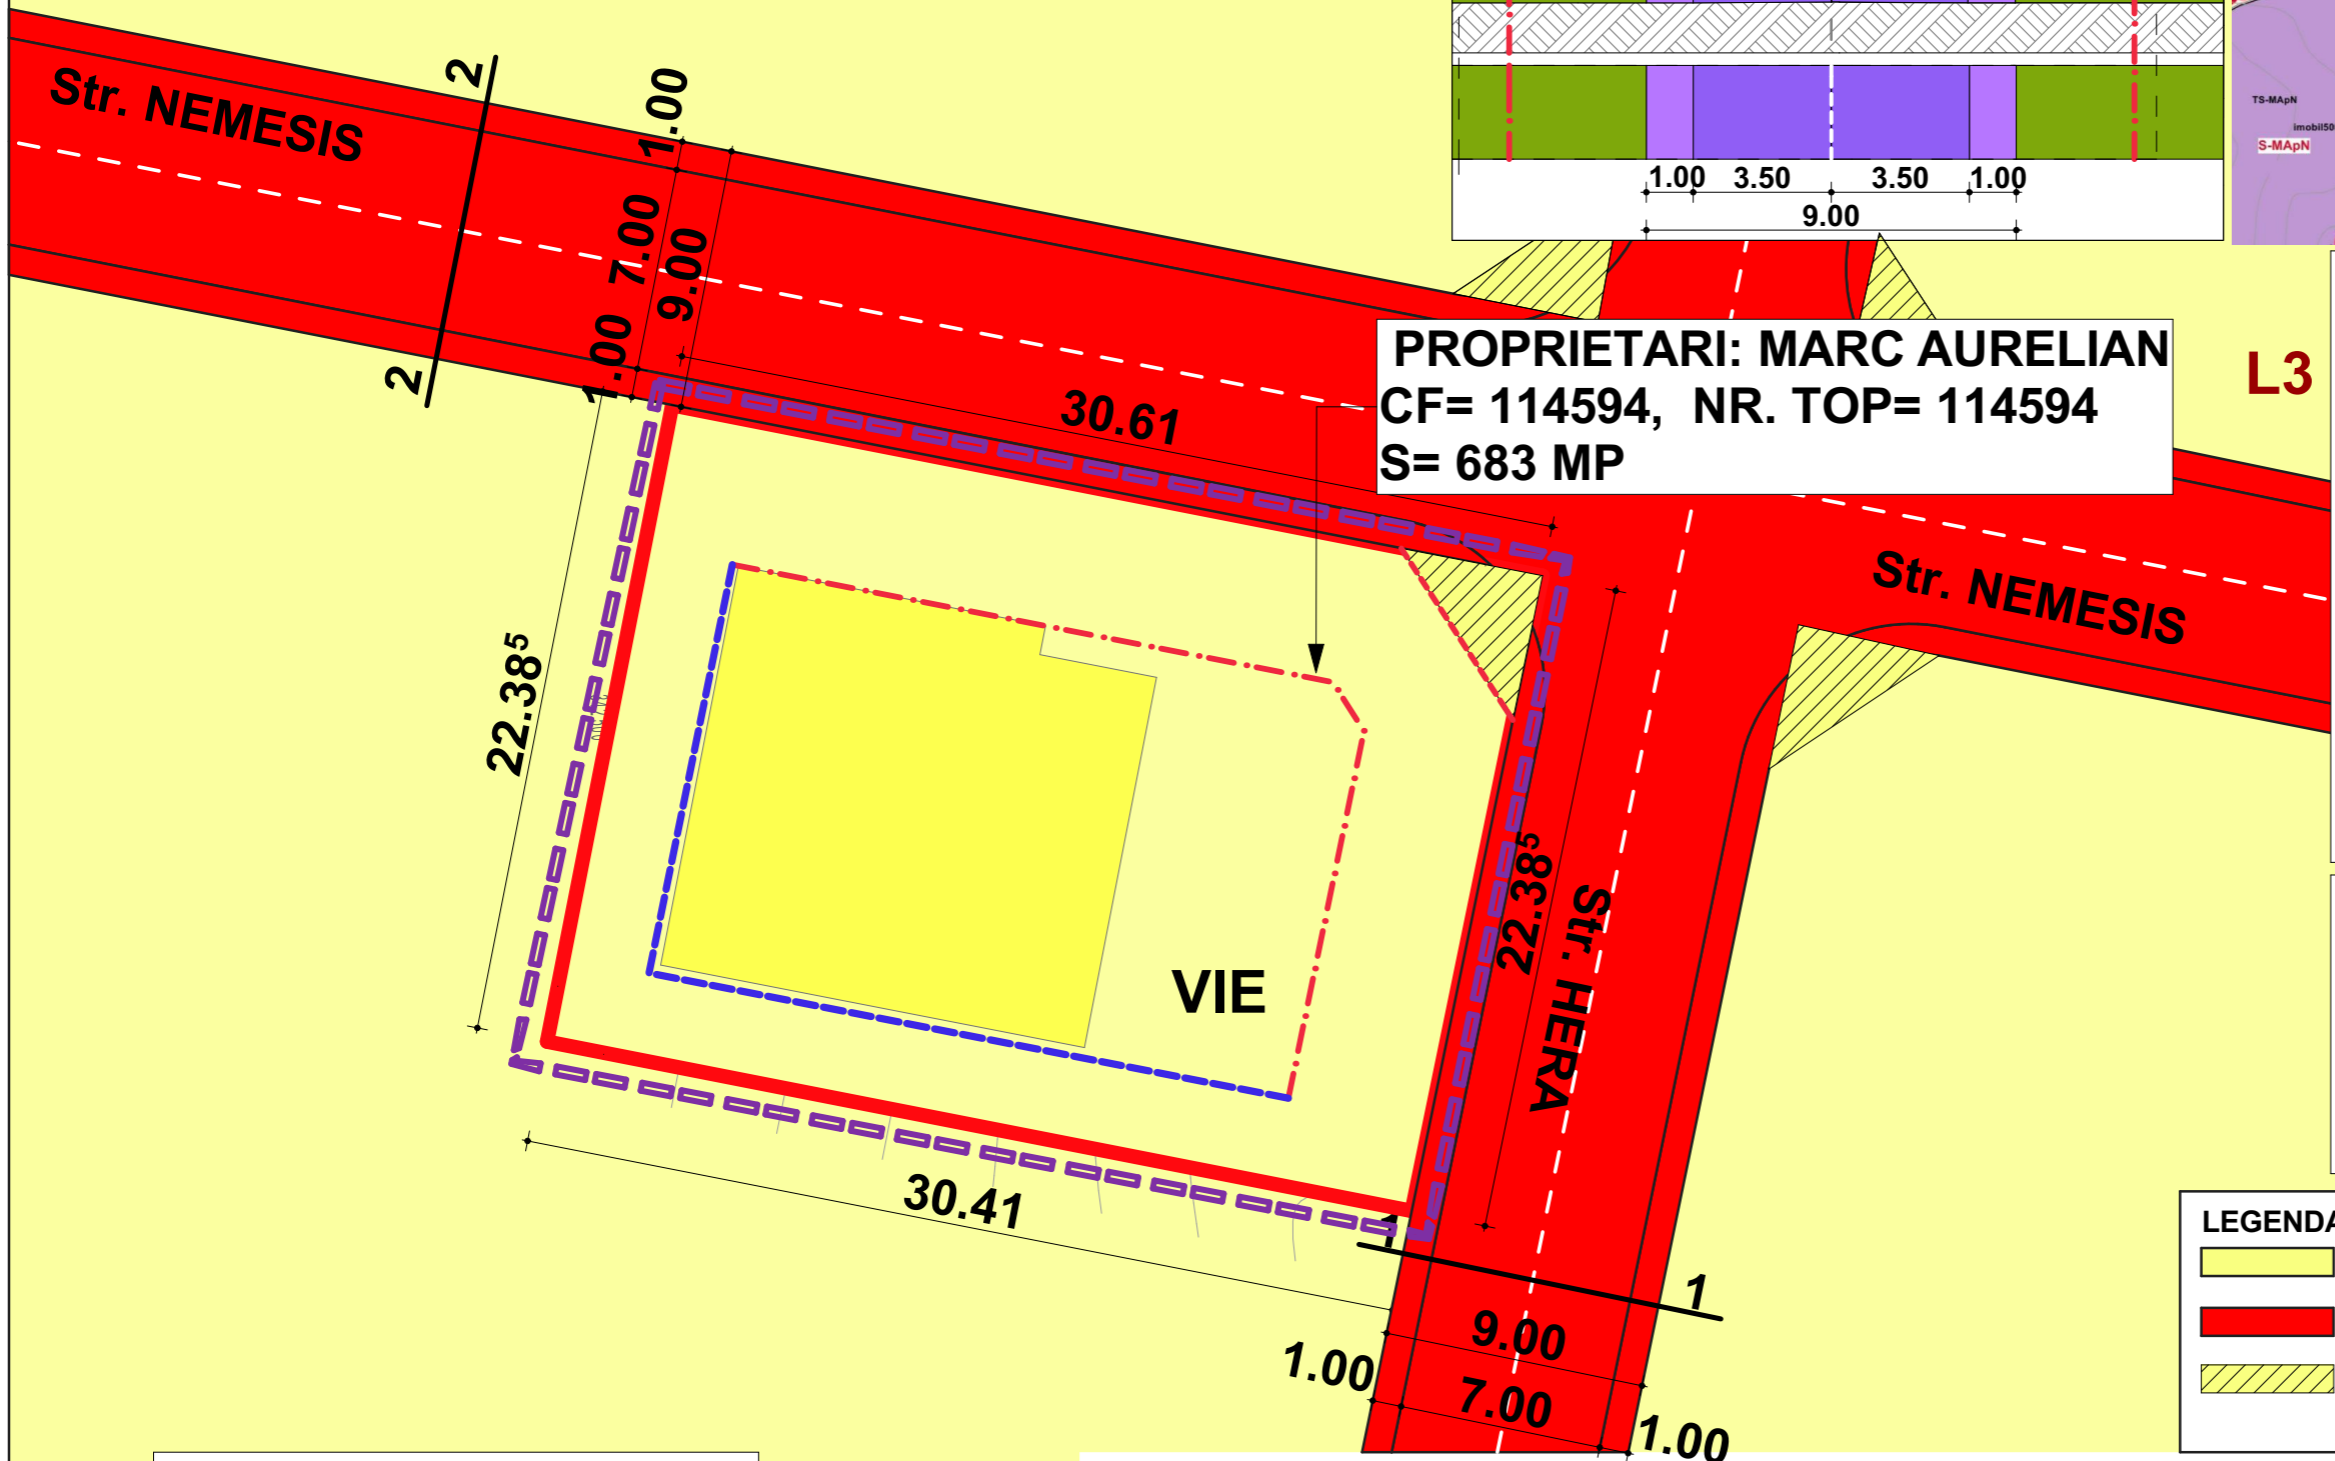 Str. NEMESIS
2
2
1.00
7.00
9.00
1.00
1.00 3.50 3.50 1.00
9.00
TS-MApN
imobil50
S-MApN
PROPRIETARI: MARC AURELIAN
CF= 114594, NR. TOP= 114594
S= 683 MP
L3
30.61
Str. NEMESIS
22.38⁵
22.38⁵
Str. HERA
VIE
30.41
1
1
9.00
1.00
7.00
1.00
LEGENDA